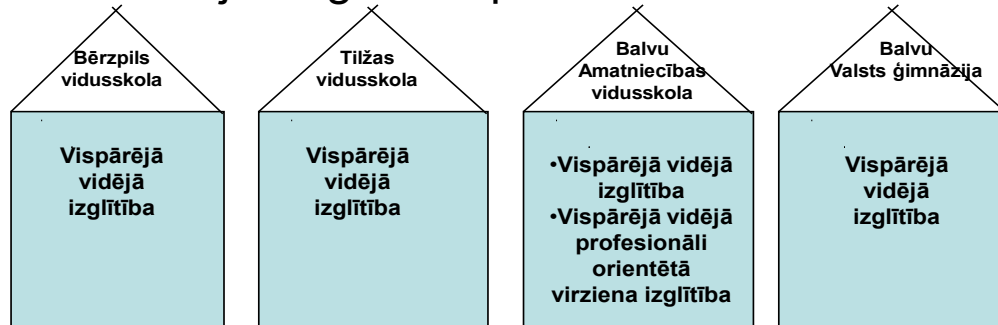 Bērzpils
vidusskola
Vispārējā
vidējā
izglītība
Tilžas
vidusskola
Vispārējā
vidējā
izglītība
Balvu
Amatniecības
vidusskola
•Vispārējā vidējā
izglītība
•Vispārējā vidējā
profesionāli
orientētā
virziena izglītība
Balvu
Valsts ģimnāzija
Vispārējā
vidējā
izglītība